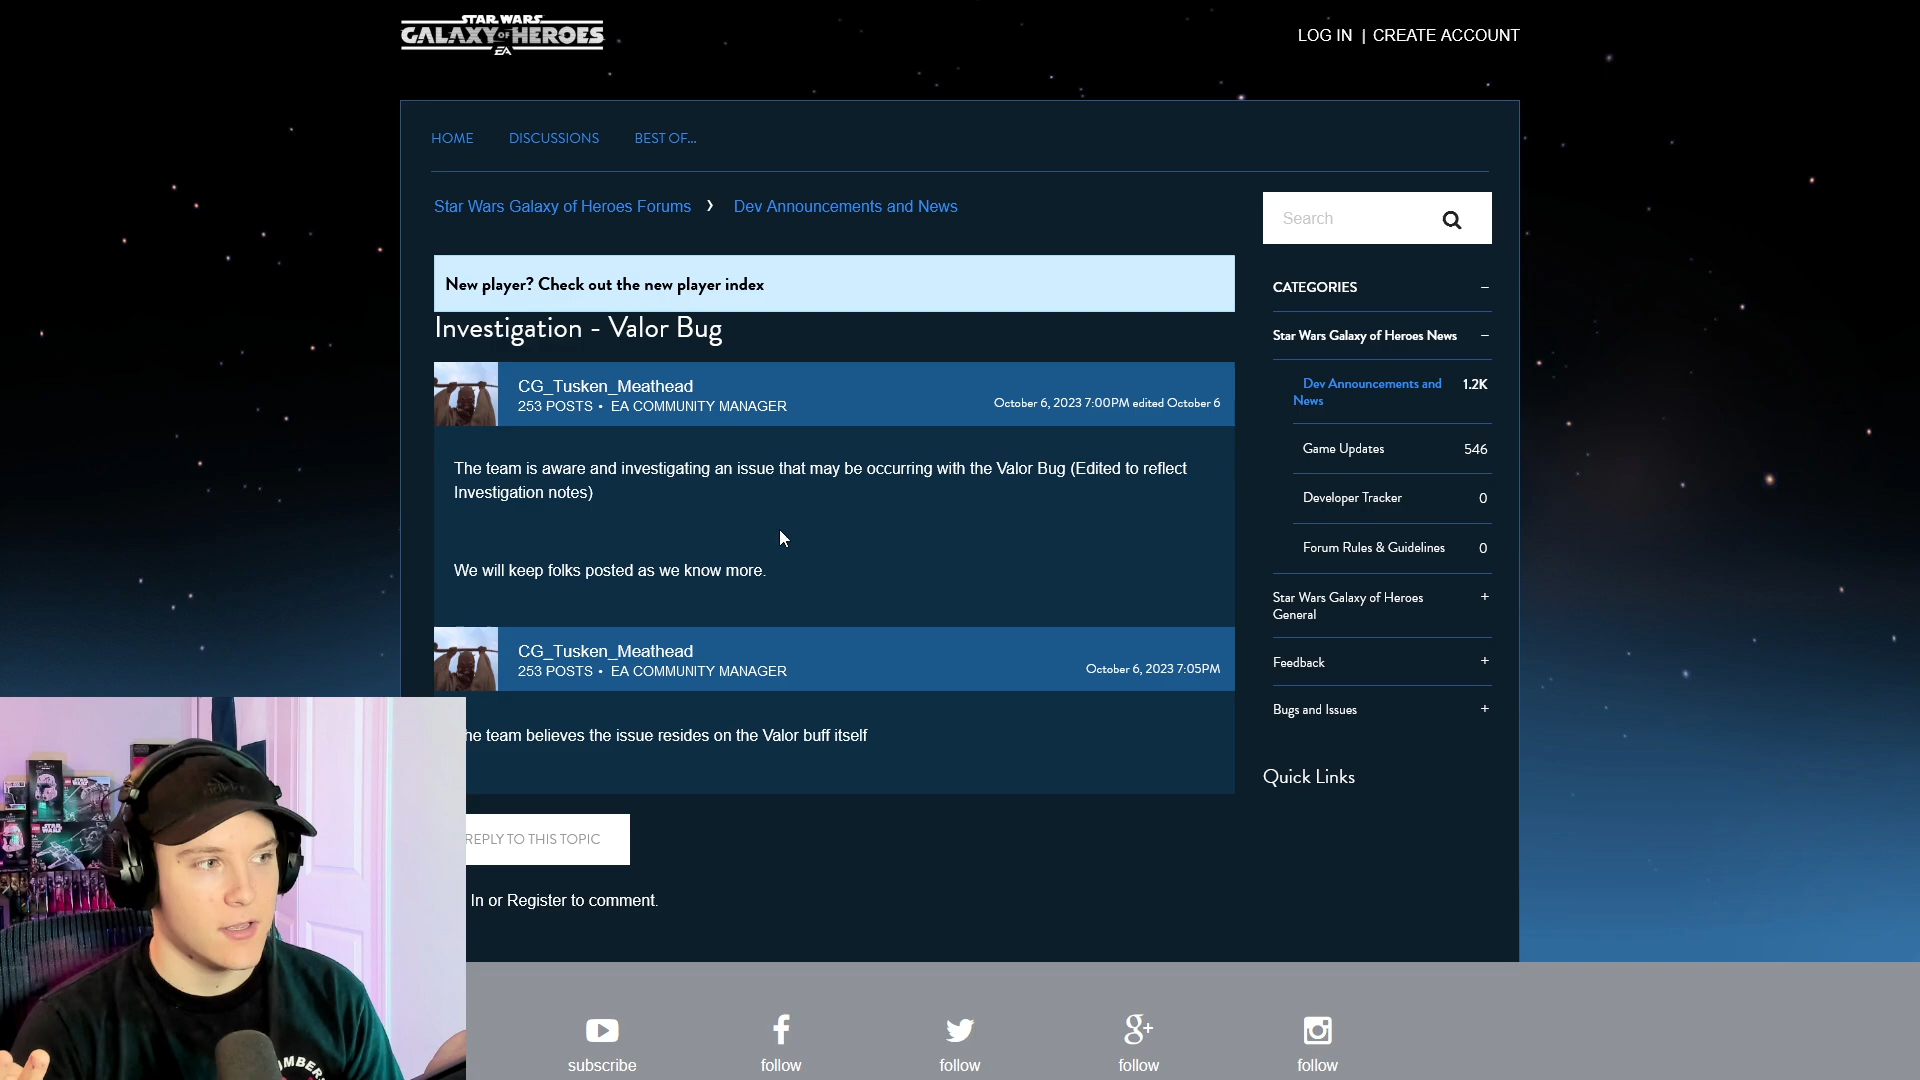 STAR WARS
GALAXY OF HEROES
EA
LOG IN | CREATE ACCOUNT
HOME DISCUSSIONS BEST OF...
Star Wars Galaxy of Heroes Forums › Dev Announcements and News
Search
New player? Check out the new player index
Investigation - Valor Bug
CG_Tusken_Meathead
253 POSTS • EA COMMUNITY MANAGER
October 6, 2023 7:00PM edited October 6
The team is aware and investigating an issue that may be occurring with the Valor Bug (Edited to reflect
Investigation notes)
We will keep folks posted as we know more.
CG_Tusken_Meathead
253 POSTS • EA COMMUNITY MANAGER
October 6, 2023 7:05PM
he team believes the issue resides on the Valor buff itself
REPLY TO THIS TOPIC
In or Register to comment.
CATEGORIES −
Star Wars Galaxy of Heroes News −
Dev Announcements and 1.2K
News
Game Updates 546
Developer Tracker 0
Forum Rules & Guidelines 0
Star Wars Galaxy of Heroes +
General
Feedback +
Bugs and Issues +
Quick Links
subscribe
follow
follow
follow
follow